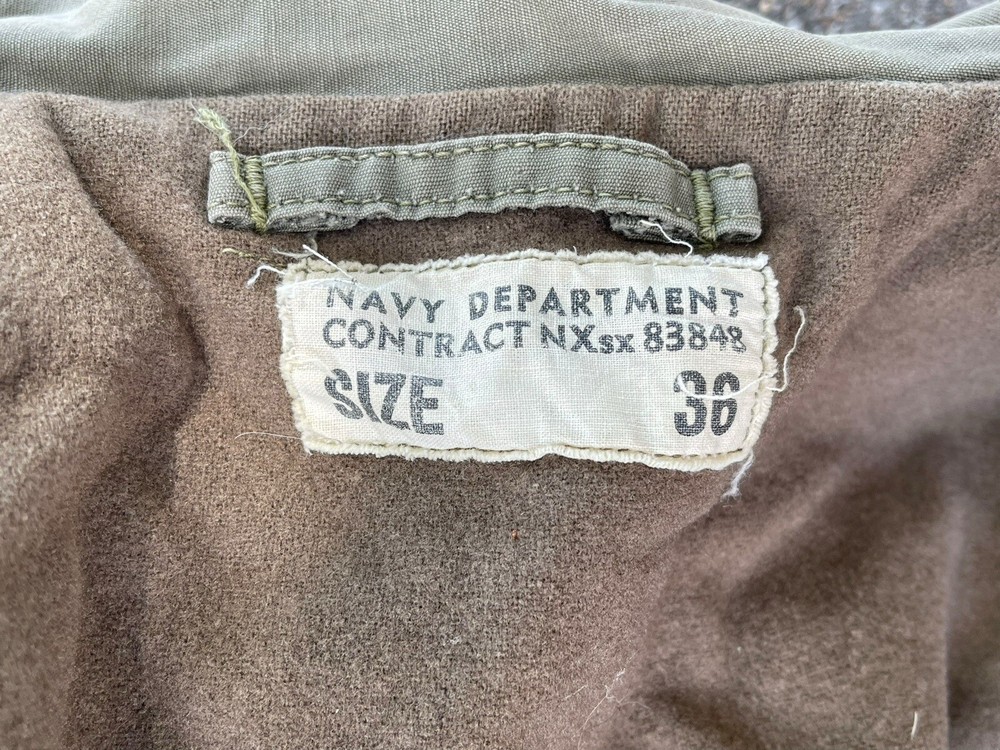 NAVY DEPARTMENT
CONTRACT NXsx 83848
SIZE 36